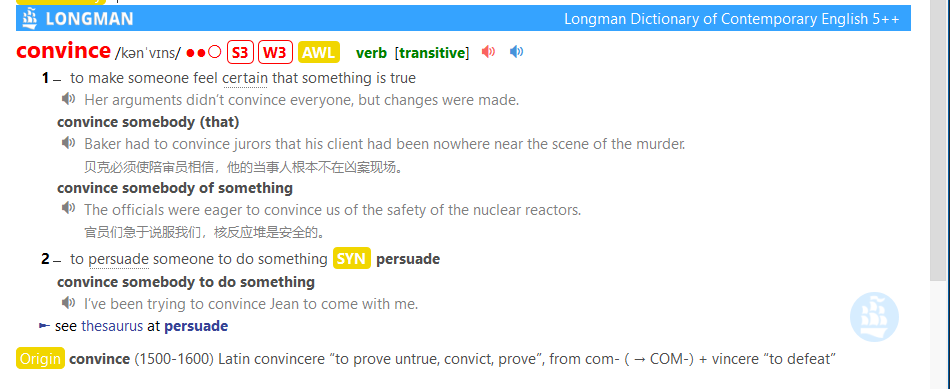 LONGMAN Longman Dictionary of Contemporary English 5++
convince /kənˈvɪns/ ●●○ S3 W3 AWL verb [transitive]
1 – to make someone feel certain that something is true
Her arguments didn’t convince everyone, but changes were made.
convince somebody (that)
Baker had to convince jurors that his client had been nowhere near the scene of the murder.
贝克必须使陪审员相信，他的当事人根本不在凶案现场。
convince somebody of something
The officials were eager to convince us of the safety of the nuclear reactors.
官员们急于说服我们，核反应堆是安全的。
2 – to persuade someone to do something SYN persuade
convince somebody to do something
I’ve been trying to convince Jean to come with me.
► see thesaurus at persuade
Origin convince (1500-1600) Latin convincere “to prove untrue, convict, prove”, from com- ( → COM-) + vincere “to defeat”